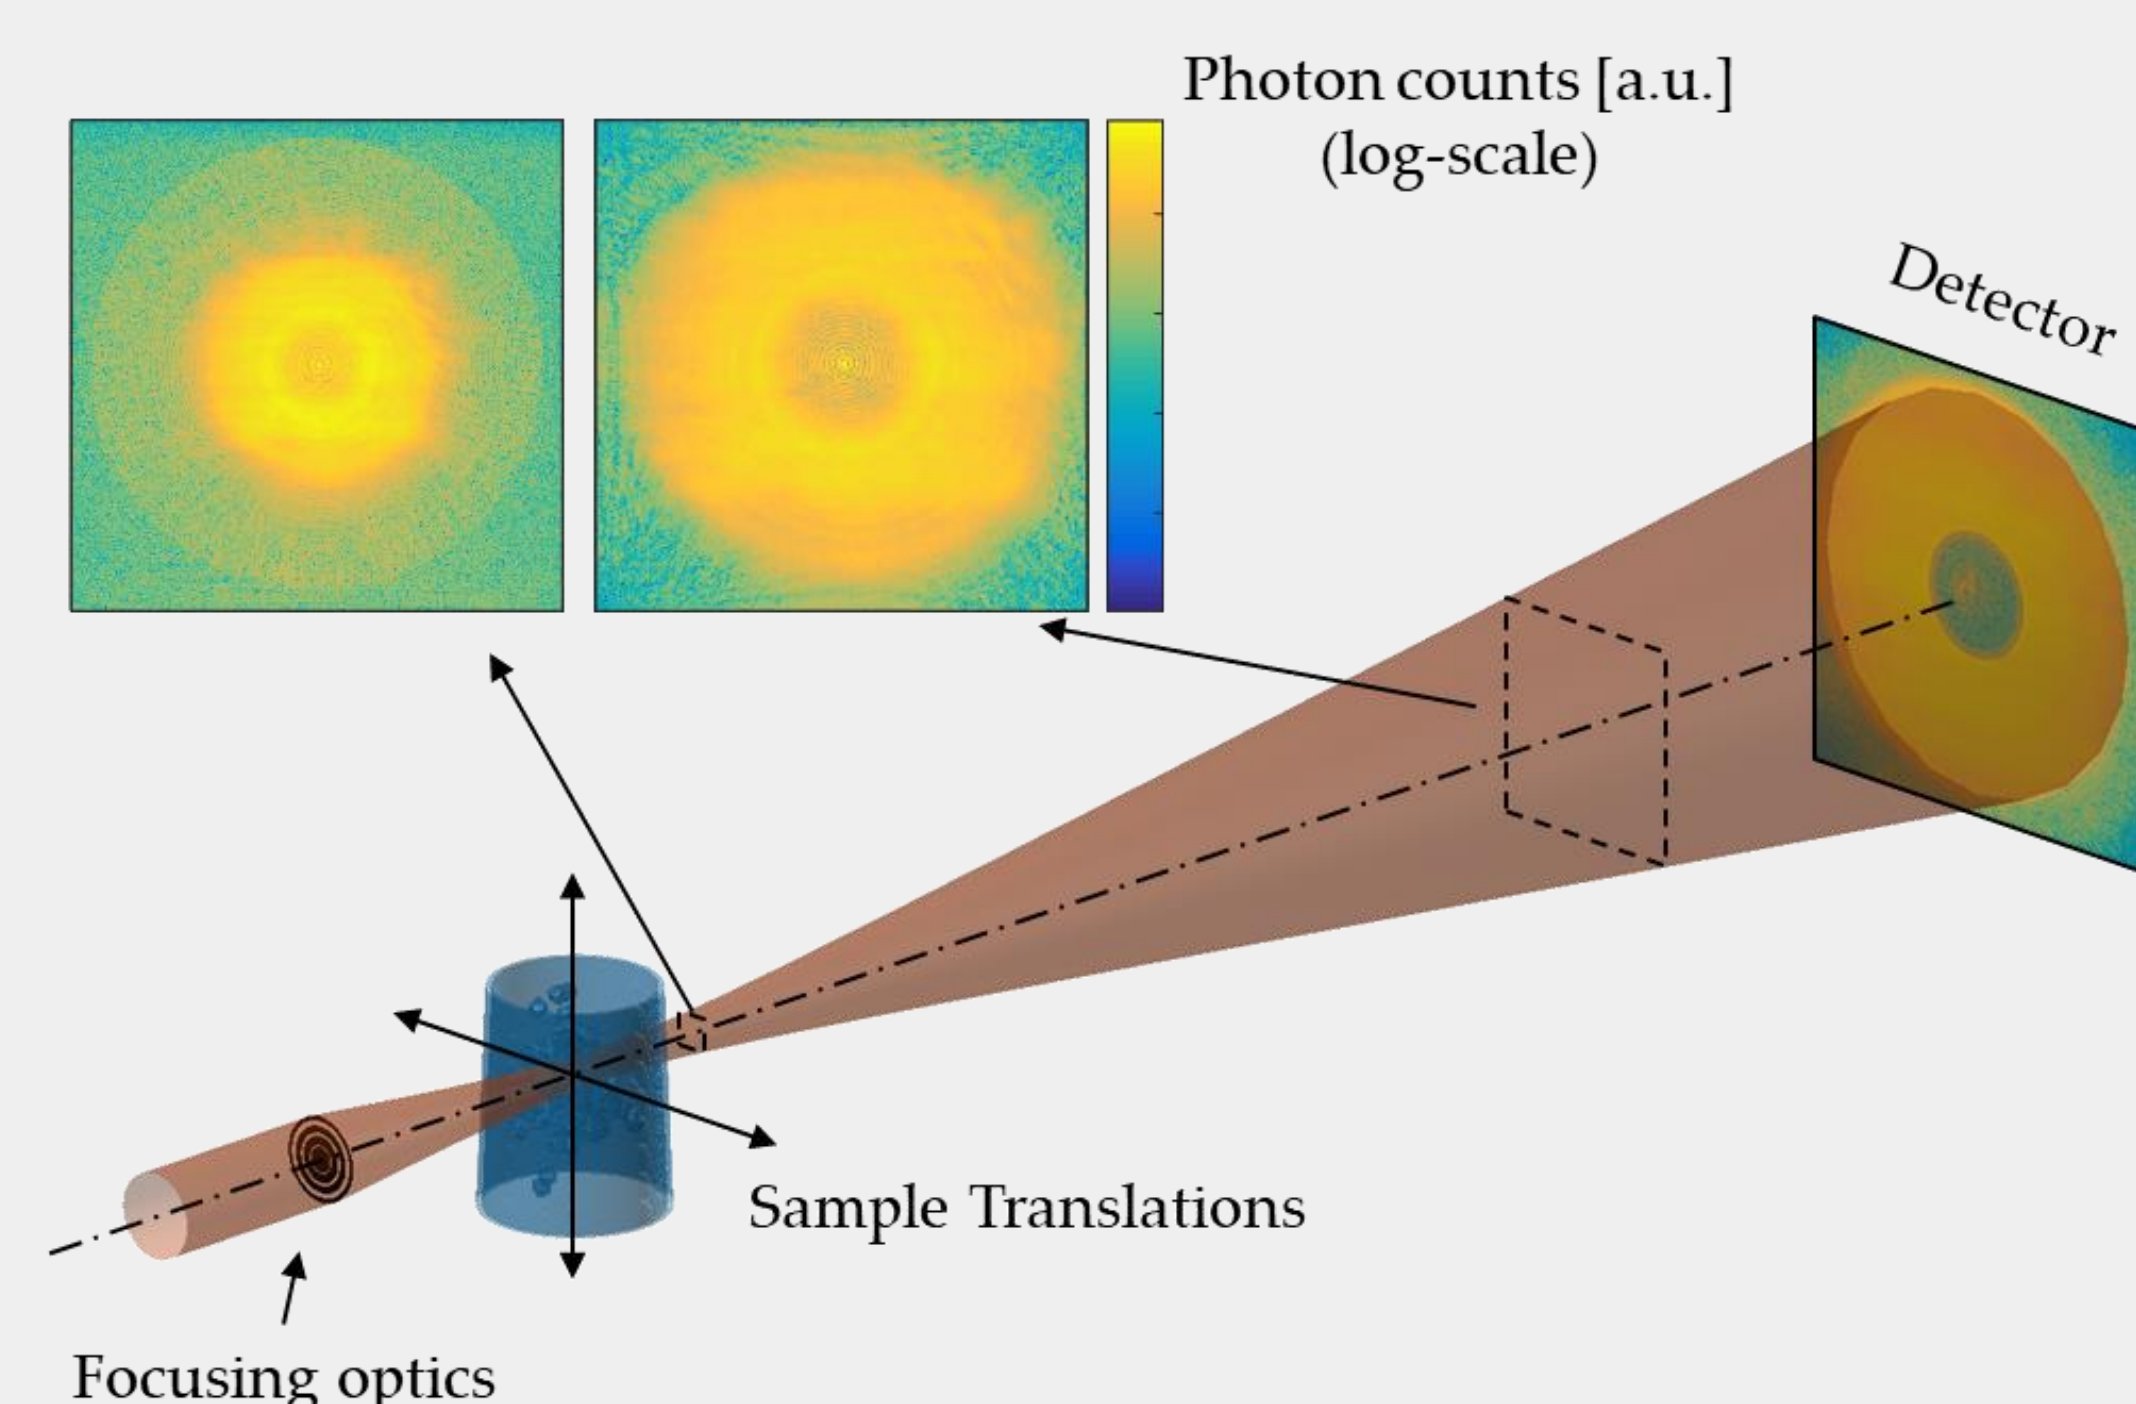 Photon counts [a.u.]
(log-scale)
Detector
Sample Translations
Focusing optics